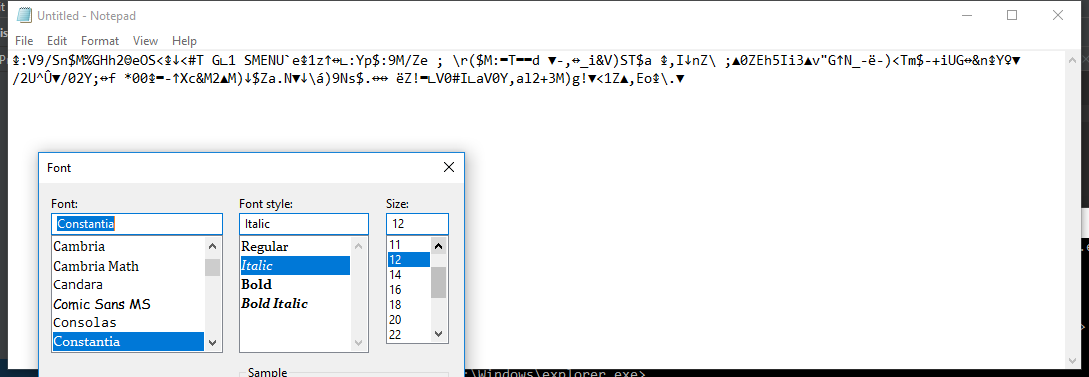 Untitled - Notepad
File Edit Format View Help
⇕:V9/Sn$M%GHh2ΘeOS<⇕↓<#T G∟1 SMENU`e⇕1z↑↔∟:Yp$:9M/Ze ; \r($M:═T══d ▼-,↔_i&V)ST$a ⇕,I↓nZ\ ;▲0ZEh5Ii3▲v"G↑N_-ë-)<Tm$-+iUG↔&n⇕Y♀▼
/2U^Û▼/02Y;↔f *00⇕═-↑Xc&M2▲M)↓$Za.N▼↓\á)9Ns$.↔↔ ëZ!═∟V0#I∟aV0Y,al2+3M)g!▼<1Z▲,Eo⇕\.▼
Font
Font:
Font style:
Size:
Constantia
Italic
12
Cambria
Cambria Math
Candara
Comic Sans MS
Consolas
Constantia
Regular
Italic
Bold
Bold Italic
11
12
14
16
18
20
22
Sample
:\Windows\explorer.exe>